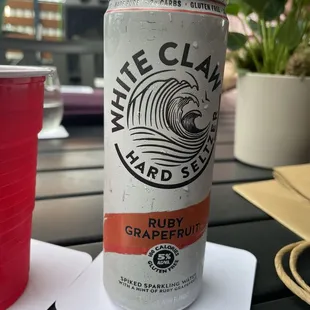 CARBS • GLUTEN
WHITE CLAW
HARD SELTZER
RUBY
GRAPEFRUIT
100 CALORIES
5%
GLUTEN FREE
SPIKED SPARKLING WATER
WITH A HINT OF RUBY GRAPEFRUIT